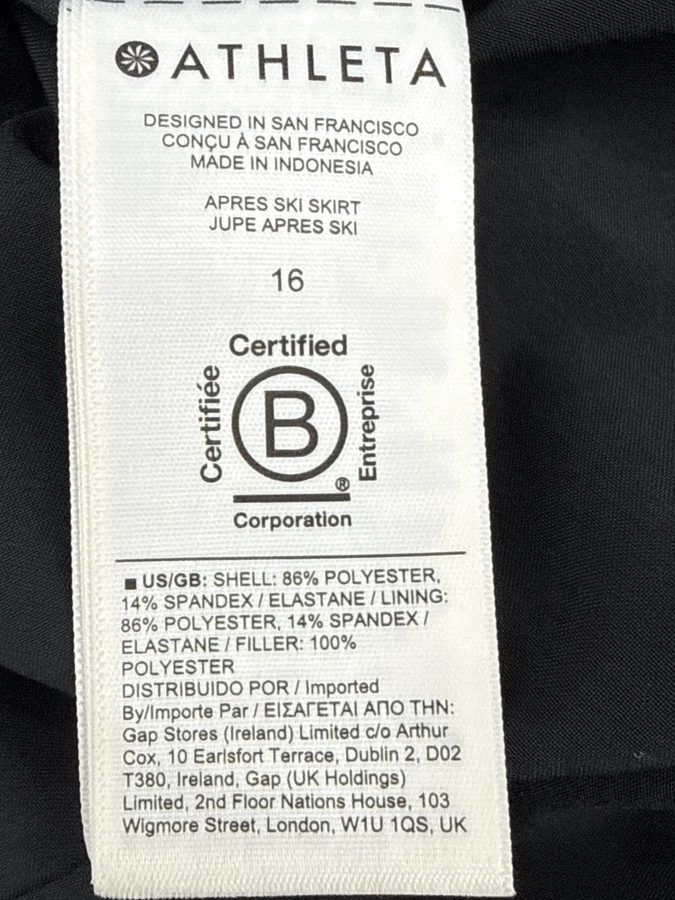 ATHLETA
DESIGNED IN SAN FRANCISCO
CONÇU À SAN FRANCISCO
MADE IN INDONESIA
APRES SKI SKIRT
JUPE APRES SKI
16
Certified
Certifiée
B
Entreprise
®
Corporation
■ US/GB: SHELL: 86% POLYESTER,
14% SPANDEX / ELASTANE / LINING:
86% POLYESTER, 14% SPANDEX /
ELASTANE / FILLER: 100%
POLYESTER
DISTRIBUIDO POR / Imported
By/Importe Par / ΕΙΣΑΓΕΤΑΙ ΑΠΟ ΤΗΝ:
Gap Stores (Ireland) Limited c/o Arthur
Cox, 10 Earlsfort Terrace, Dublin 2, D02
T380, Ireland, Gap (UK Holdings)
Limited, 2nd Floor Nations House, 103
Wigmore Street, London, W1U 1QS, UK